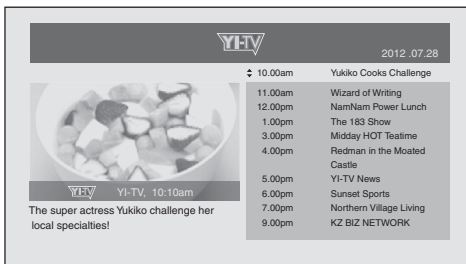 YI-TV
2012 .07.28
10.00am Yukiko Cooks Challenge
11.00am Wizard of Writing
12.00pm NamNam Power Lunch
1.00pm The 183 Show
3.00pm Midday HOT Teatime
4.00pm Redman in the Moated
Castle
5.00pm YI-TV News
6.00pm Sunset Sports
7.00pm Northern Village Living
9.00pm KZ BIZ NETWORK
YI-TV YI-TV, 10:10am
The super actress Yukiko challenge her
local specialties!